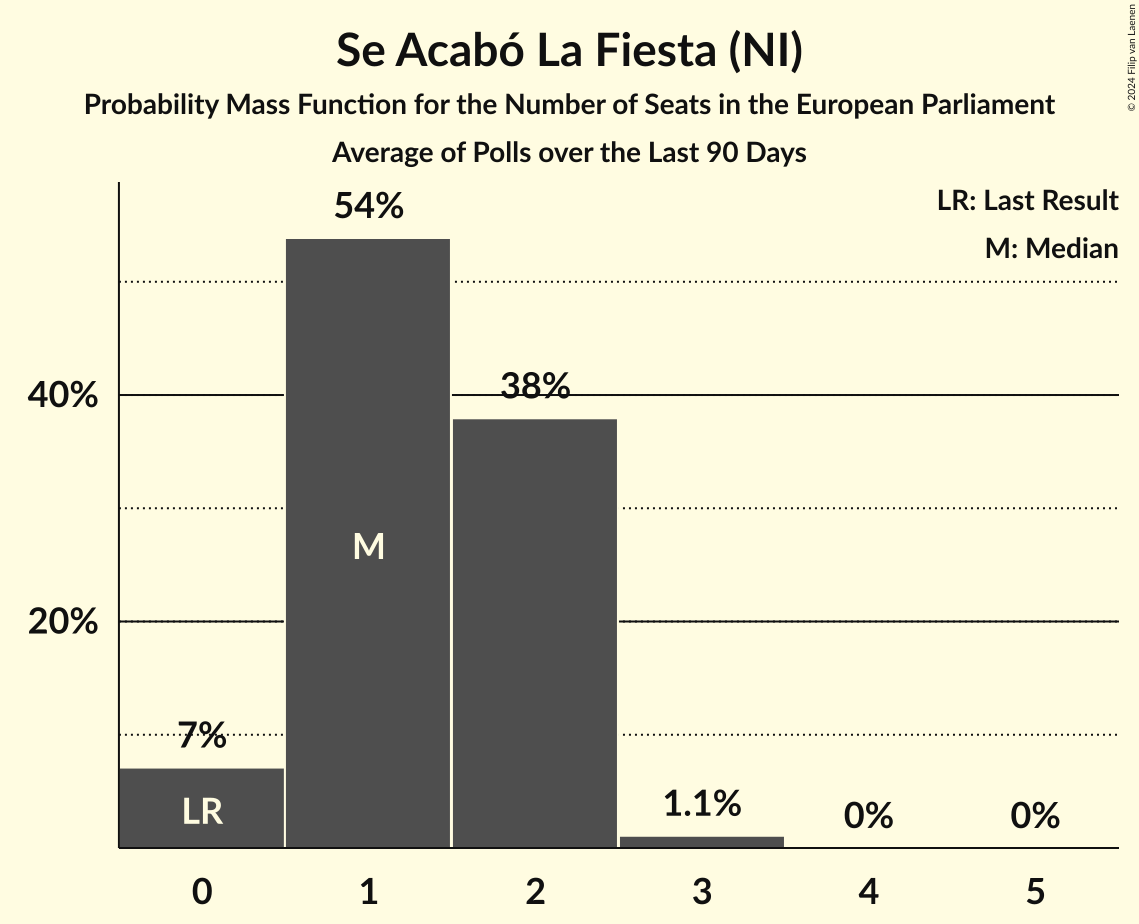 Se Acabó La Fiesta (NI)
Probability Mass Function for the Number of Seats in the European Parliament
Average of Polls over the Last 90 Days
© 2024 Filip van Laenen
LR: Last Result
M: Median
54%
38%
40%
M
20%
7%
LR
1.1%
0%
0%
0 1 2 3 4 5